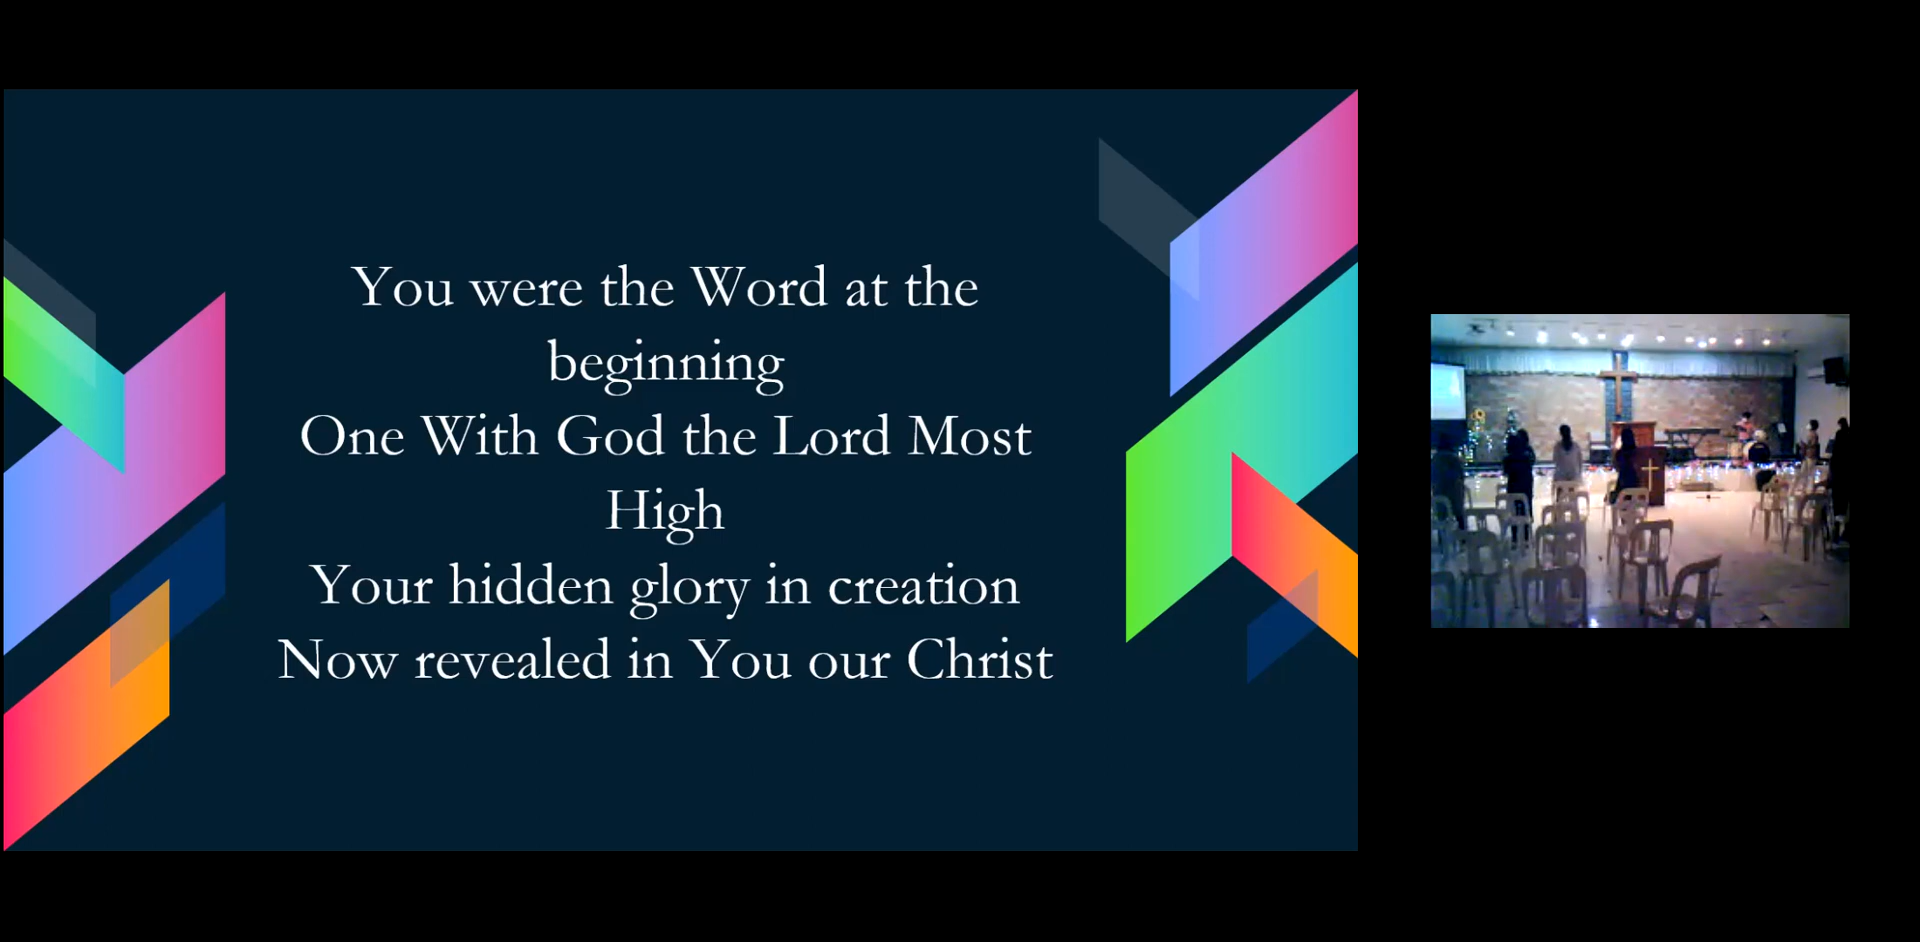 You were the Word at the
beginning
One With God the Lord Most
High
Your hidden glory in creation
Now revealed in You our Christ